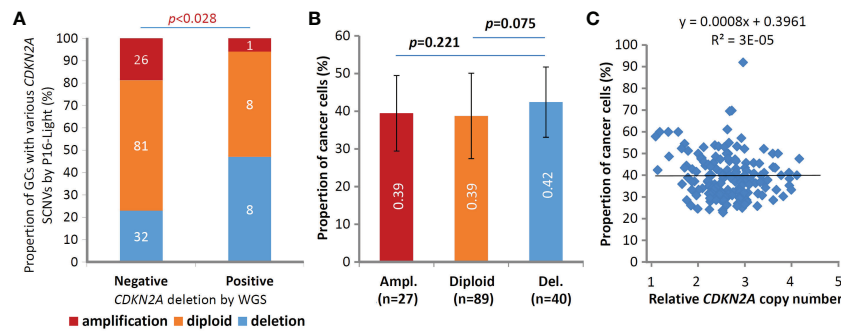 A
p<0.028
Proportion of GCs with various CDKN2A
SCNVs by P16-Light (%)
100
90
80
70
60
50
40
30
20
10
0
26
81
32
1
8
8
Negative
Positive
CDKN2A deletion by WGS
amplification
diploid
deletion
B
p=0.075
p=0.221
Proportion of cancer cells (%)
60
50
40
30
20
10
0
0.39
0.39
0.42
Ampl.
(n=27)
Diploid
(n=89)
Del.
(n=40)
C
y = 0.0008x + 0.3961
R² = 3E-05
Proportion of cancer cells (%)
100
90
80
70
60
50
40
30
20
10
0
1
2
3
4
5
Relative CDKN2A copy number